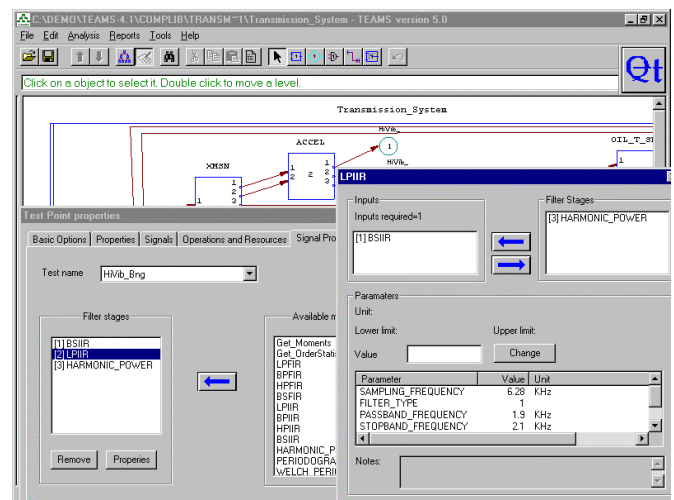 C:\DEMO\TEAMS-4.1\COMPLIB\TRANSM~1\Transmission_System - TEAMS version 5.0
File Edit Analysis Reports Tools Help
Qt
Click on a object to select it. Double click to move a level.
Transmission_System
HiVib_
ACCEL
1
OIL_T_S
XMSN
1
2
2
1
2
3
HiVib_
1
1
1
2
3
LPIIR
Test Point properties
Basic Options Properties Signals Operations and Resources Signal Pro
Test name HiVib_Bng
Filter stages
[1] BSIIR
[2] LPIIR
[3] HARMONIC_POWER
Remove Properies
Available m
Get_Moments
Get_OrderStati
LPFIR
BPFIR
HPFIR
BSFIR
LPIIR
BPIIR
HPIIR
BSIIR
HARMONIC_P
PERIODOGRA
WELCH_PERI
Inputs
Inputs required=1
[1] BSIIR
Filter Stages
[3] HARMONIC_POWER
Paramaters
Unit:
Lower limit: Upper limit:
Value Change
Parameter Value Unit
SAMPLING_FREQUENCY 6.28 KHz
FILTER_TYPE 1
PASSBAND_FREQUENCY 1.9 KHz
STOPBAND_FREQUENCY 2.1 KHz
Notes: